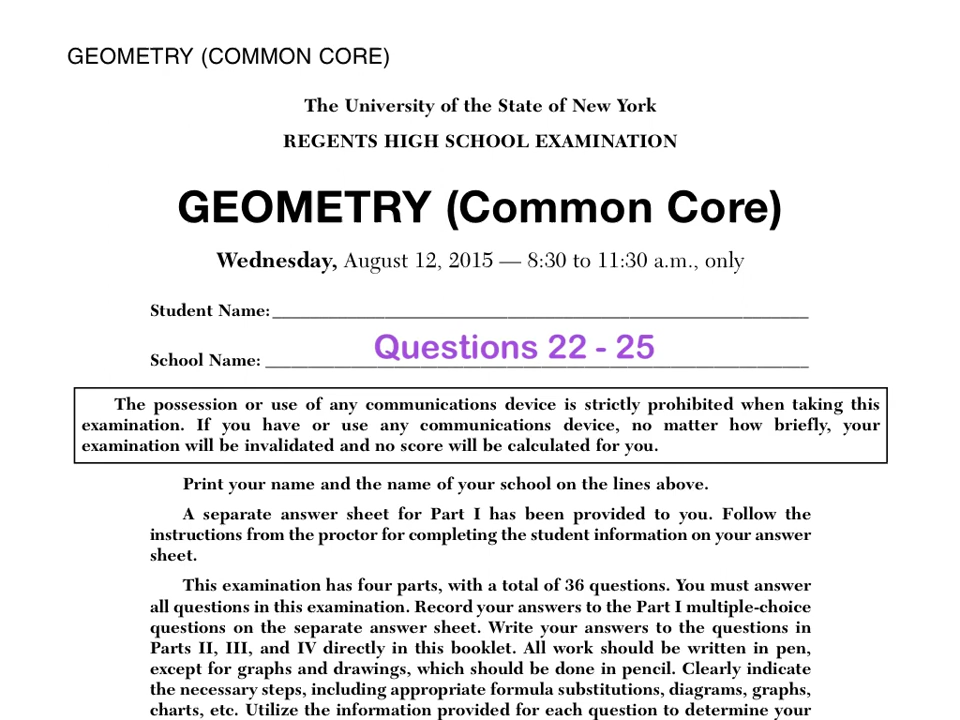 GEOMETRY (COMMON CORE)
The University of the State of New York
REGENTS HIGH SCHOOL EXAMINATION
GEOMETRY (Common Core)
Wednesday, August 12, 2015 — 8:30 to 11:30 a.m., only
Student Name:
Questions 22 - 25
School Name:
The possession or use of any communications device is strictly prohibited when taking this
examination. If you have or use any communications device, no matter how briefly, your
examination will be invalidated and no score will be calculated for you.
Print your name and the name of your school on the lines above.
A separate answer sheet for Part I has been provided to you. Follow the
instructions from the proctor for completing the student information on your answer
sheet.
This examination has four parts, with a total of 36 questions. You must answer
all questions in this examination. Record your answers to the Part I multiple-choice
questions on the separate answer sheet. Write your answers to the questions in
Parts II, III, and IV directly in this booklet. All work should be written in pen,
except for graphs and drawings, which should be done in pencil. Clearly indicate
the necessary steps, including appropriate formula substitutions, diagrams, graphs,
charts, etc. Utilize the information provided for each question to determine your